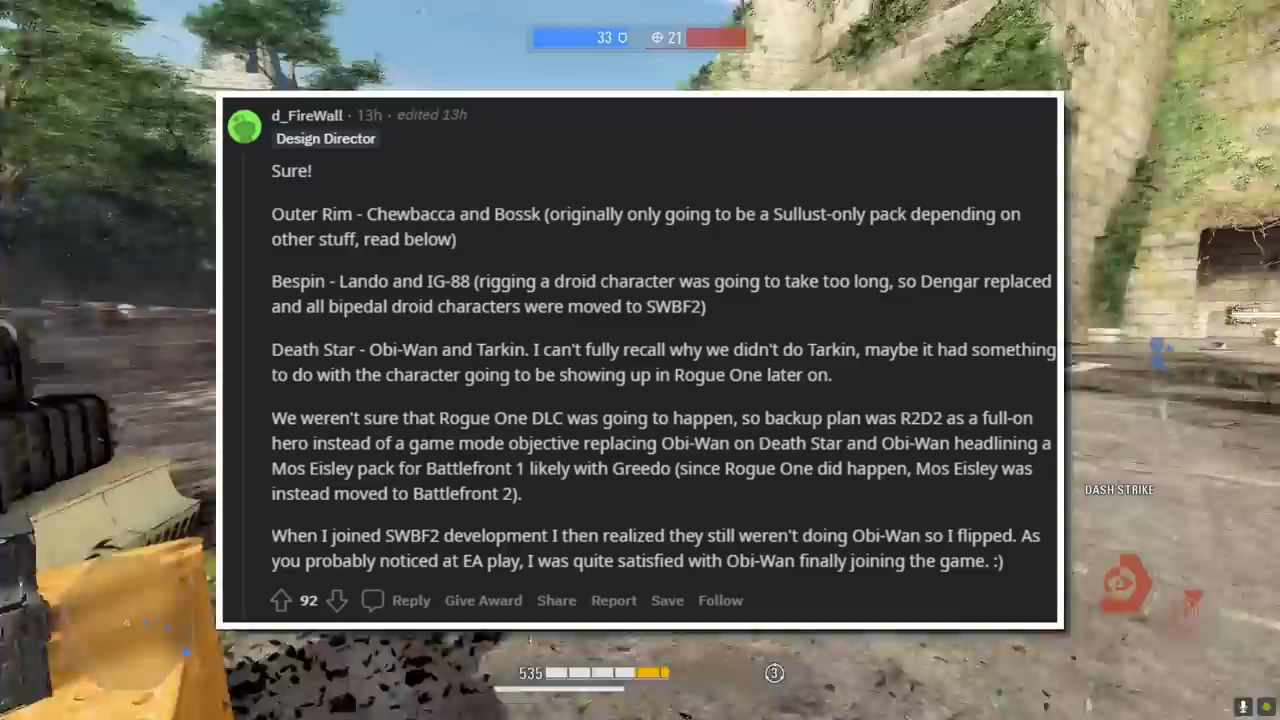 33
21
d_FireWall · 13h · edited 13h
Design Director
Sure!
Outer Rim - Chewbacca and Bossk (originally only going to be a Sullust-only pack depending on
other stuff, read below)
Bespin - Lando and IG-88 (rigging a droid character was going to take too long, so Dengar replaced
and all bipedal droid characters were moved to SWBF2)
Death Star - Obi-Wan and Tarkin. I can't fully recall why we didn't do Tarkin, maybe it had something
to do with the character going to be showing up in Rogue One later on.
We weren't sure that Rogue One DLC was going to happen, so backup plan was R2D2 as a full-on
hero instead of a game mode objective replacing Obi-Wan on Death Star and Obi-Wan headlining a
Mos Eisley pack for Battlefront 1 likely with Greedo (since Rogue One did happen, Mos Eisley was
instead moved to Battlefront 2).
When I joined SWBF2 development I then realized they still weren't doing Obi-Wan so I flipped. As
you probably noticed at EA play, I was quite satisfied with Obi-Wan finally joining the game. :)
92 Reply Give Award Share Report Save Follow
DASH STRIKE
535
3